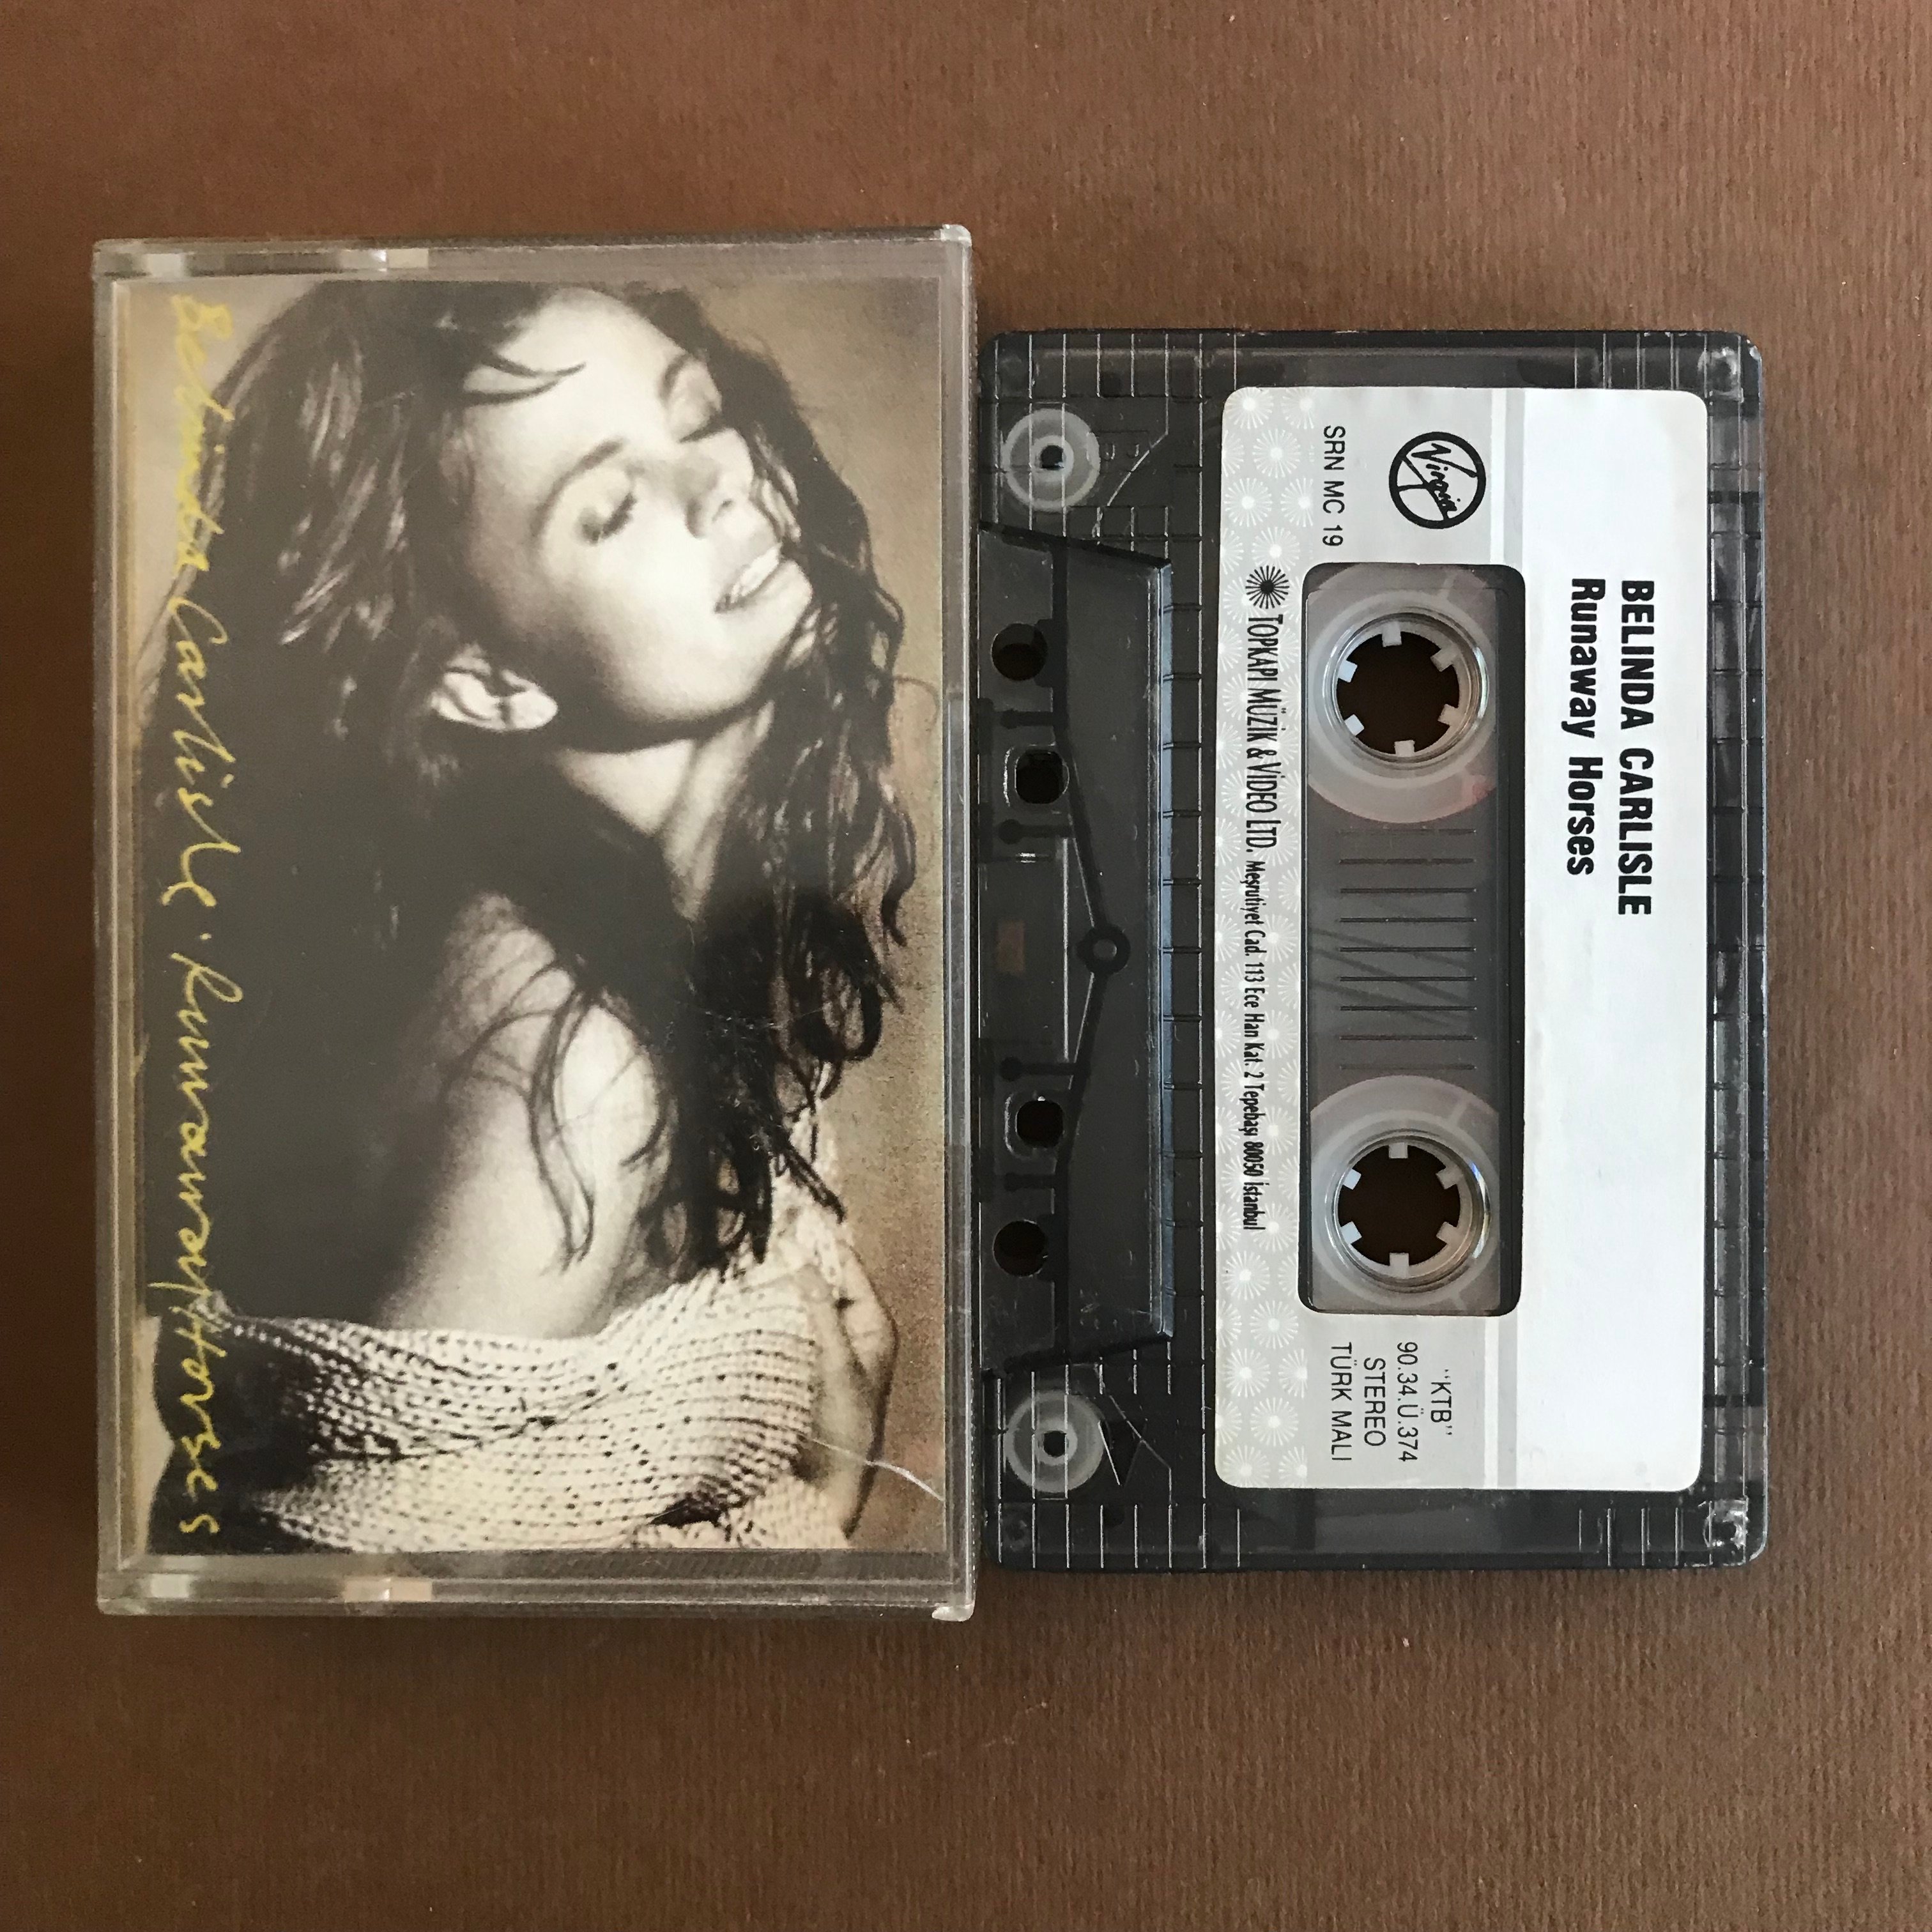 Belinda Carlisle · Runaway Horses
BELINDA CARLISLE
Runaway Horses
Virgin
SRN MC 19
"KTB"
90.34.Ü.374
STEREO
TÜRK MALI
TOPKAPI MÜZİK & VİDEO LTD. Meşrutiyet Cad. 113 Ece Han Kat. 2 Tepebaşı 80050 İstanbul